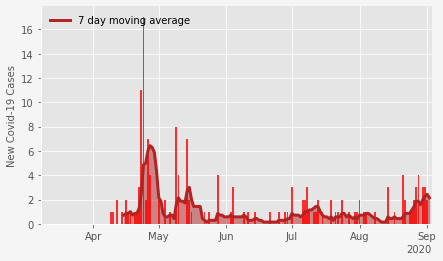 7 day moving average
New Covid-19 Cases
16
14
12
10
8
6
4
2
0
Apr
May
Jun
Jul
Aug
Sep
2020